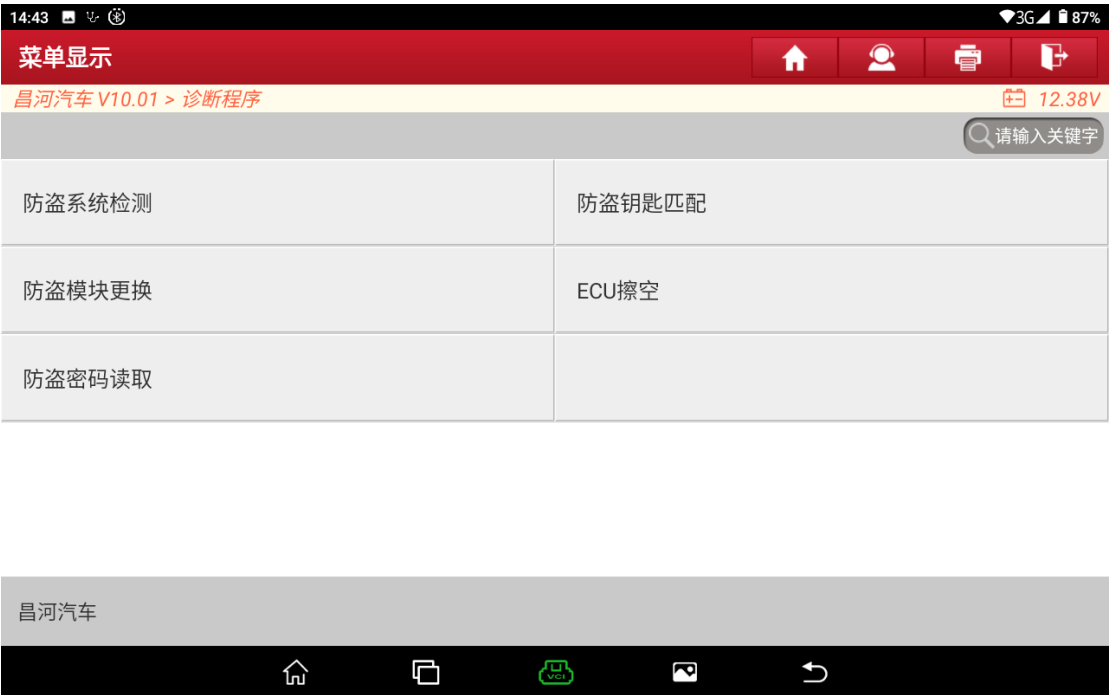 14:43
3G 87%
菜单显示
昌河汽车 V10.01 > 诊断程序
12.38V
请输入关键字
防盗系统检测
防盗钥匙匹配
防盗模块更换
ECU擦空
防盗密码读取
昌河汽车
VCI